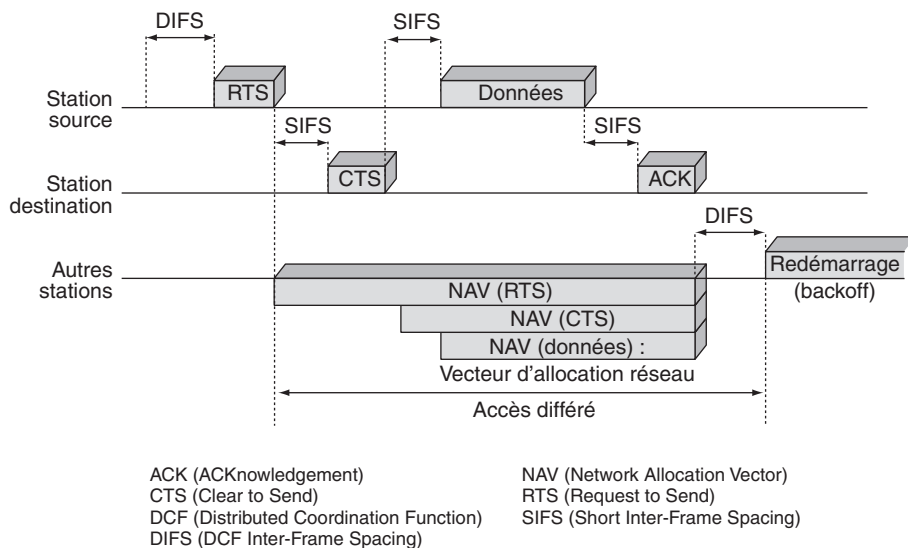 DIFS
SIFS
RTS
Données
Station
source
SIFS
SIFS
CTS
ACK
Station
destination
DIFS
Redémarrage
(backoff)
Autres
stations
NAV (RTS)
NAV (CTS)
NAV (données) :
Vecteur d'allocation réseau
Accès différé
ACK (ACKnowledgement)
CTS (Clear to Send)
DCF (Distributed Coordination Function)
DIFS (DCF Inter-Frame Spacing)
NAV (Network Allocation Vector)
RTS (Request to Send)
SIFS (Short Inter-Frame Spacing)